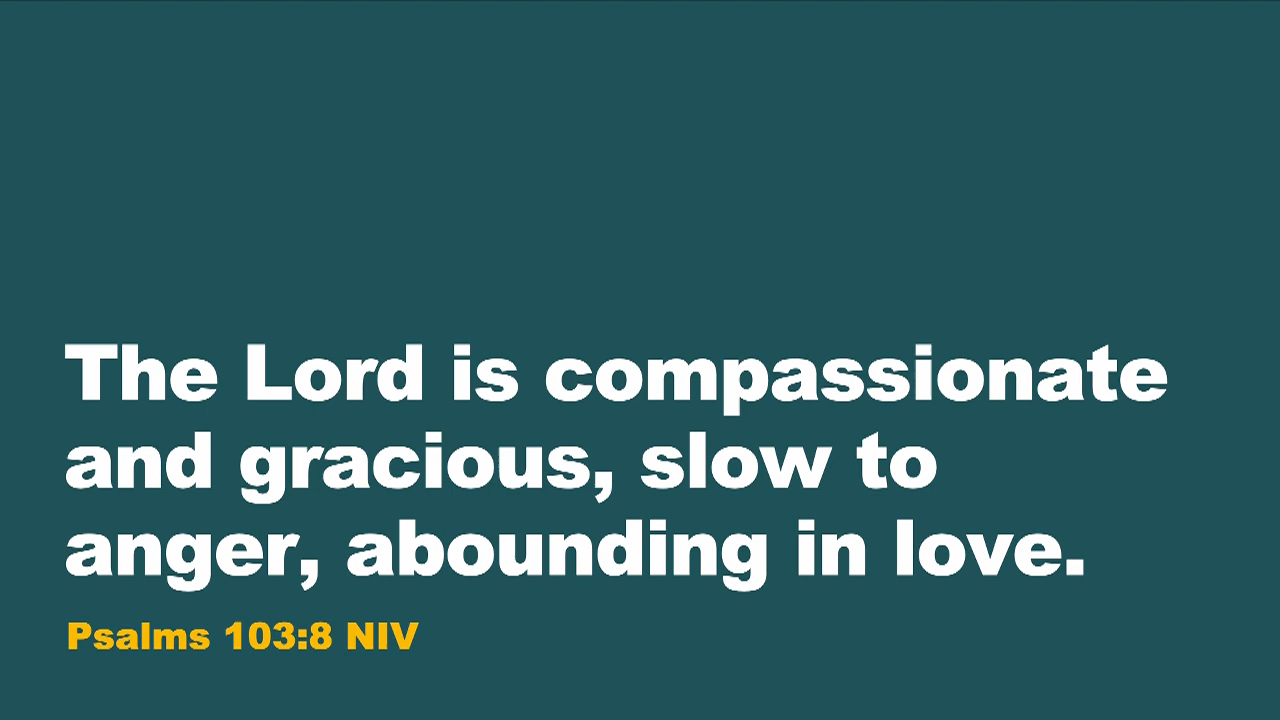 The Lord is compassionate
and gracious, slow to
anger, abounding in love.
Psalms 103:8 NIV